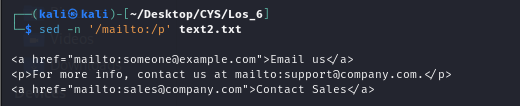 (kali㉿kali)-[~/Desktop/CYS/Los_6]
$ sed -n '/mailto:/p' text2.txt
<a href="mailto:someone@example.com">Email us</a>
<p>For more info, contact us at mailto:support@company.com.</p>
<a href="mailto:sales@company.com">Contact Sales</a>